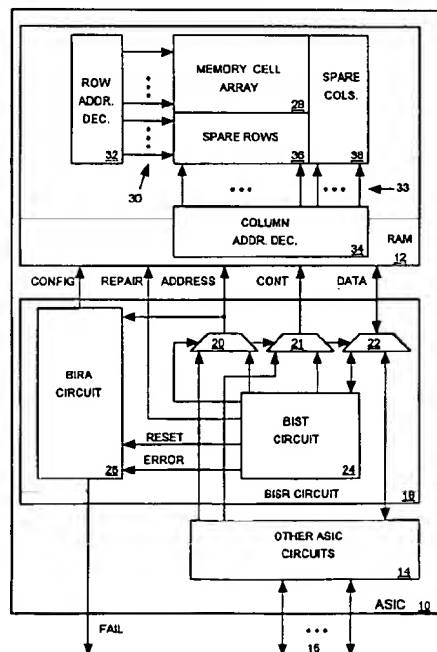 ROW
ADDR.
DEC.
32
MEMORY CELL
ARRAY
28
SPARE
COLS.
38
SPARE ROWS
36
30
33
COLUMN
ADDR. DEC.
34
RAM
12
CONFIG
REPAIR
ADDRESS
CONT
DATA
BIRA
CIRCUIT
26
20
21
22
BIST
CIRCUIT
24
RESET
ERROR
BISR CIRCUIT
18
OTHER ASIC
CIRCUITS
14
ASIC
10
FAIL
16